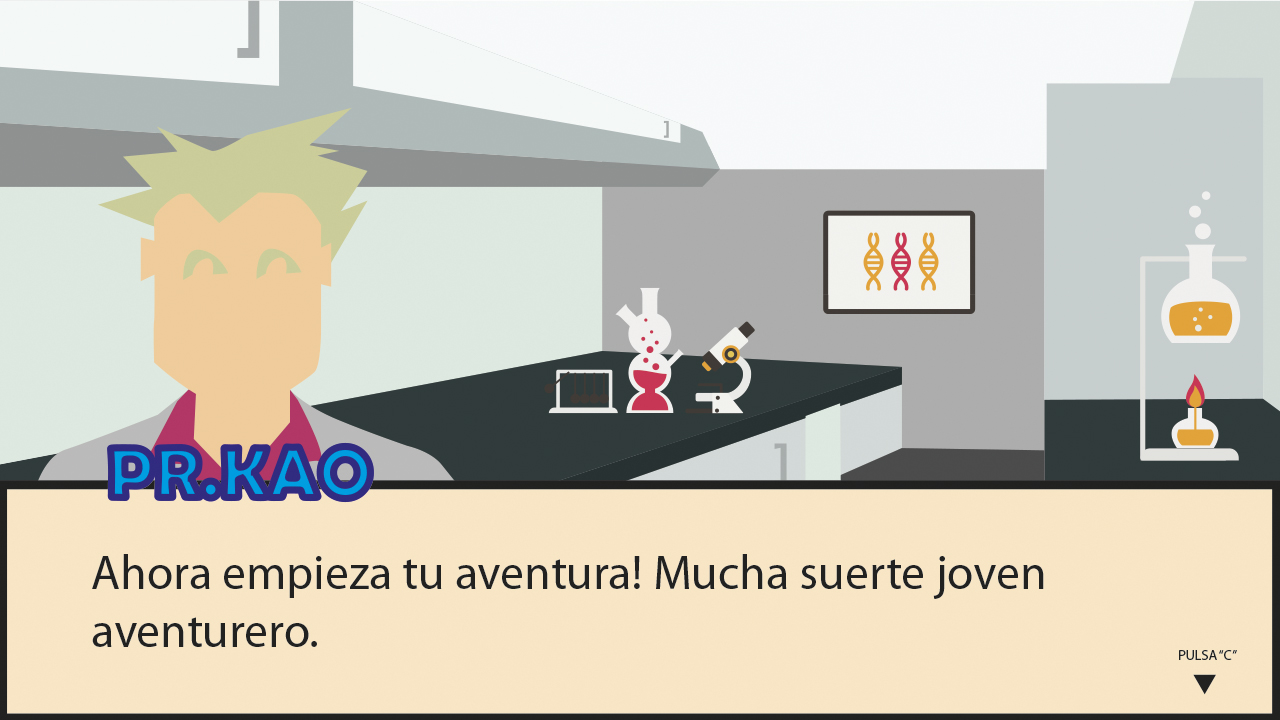 PR.KAO
Ahora empieza tu aventura! Mucha suerte joven
aventurero.
PULSA "C"